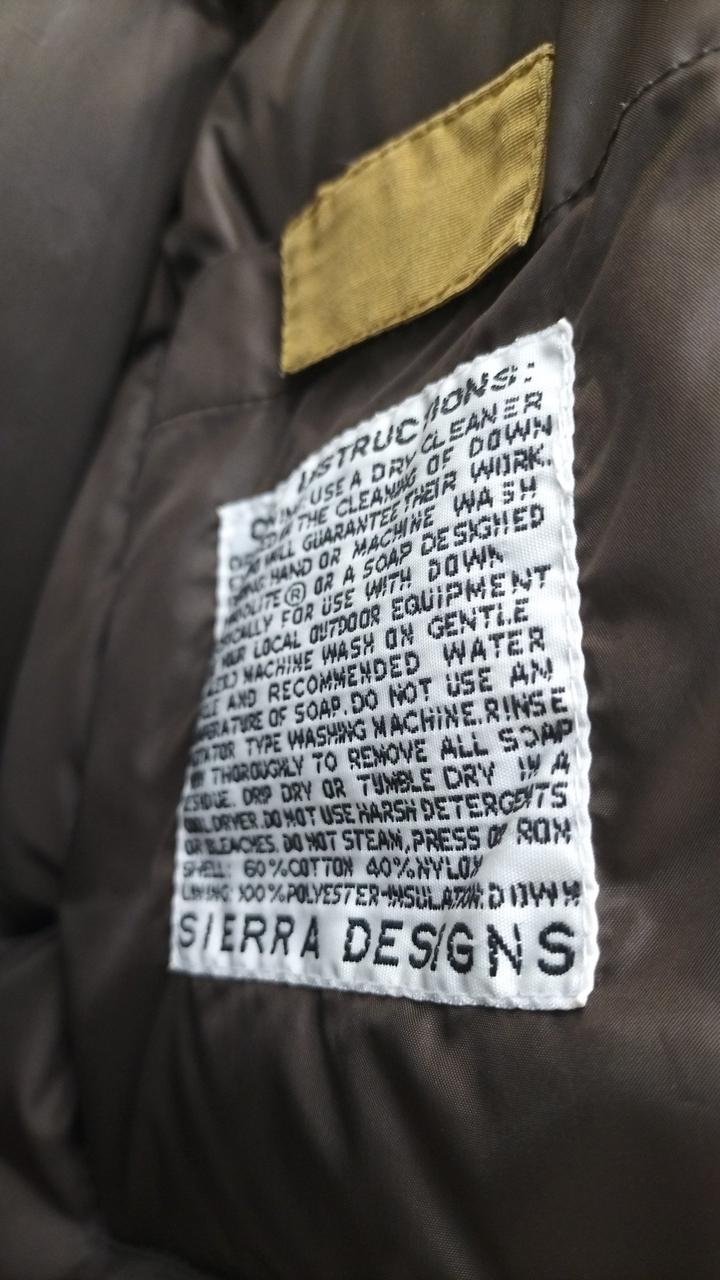 INSTRUCTIONS:
USE A DRY CLEANER
THE CLEANING OF DOWN
WILL GUARANTEE THEIR WORK.
HAND OR MACHINE WASH
® OR A SOAP DESIGNED
FOR USE WITH DOWN
YOUR LOCAL OUTDOOR EQUIPMENT
MACHINE WASH ON GENTLE
AND RECOMMENDED WATER
OF SOAP. DO NOT USE AN
TYPE WASHING MACHINE. RINSE
THOROUGHLY TO REMOVE ALL SOAP
DRIP DRY OR TUMBLE DRY IN A
DRYER. DO NOT USE HARSH DETERGENTS
OR BLEACHES. DO NOT STEAM, PRESS OR
SHELL: 60%COTTON 40%NYLON
LINING: 100%POLYESTER-INSULATION: DOWN
SIERRA DESIGNS